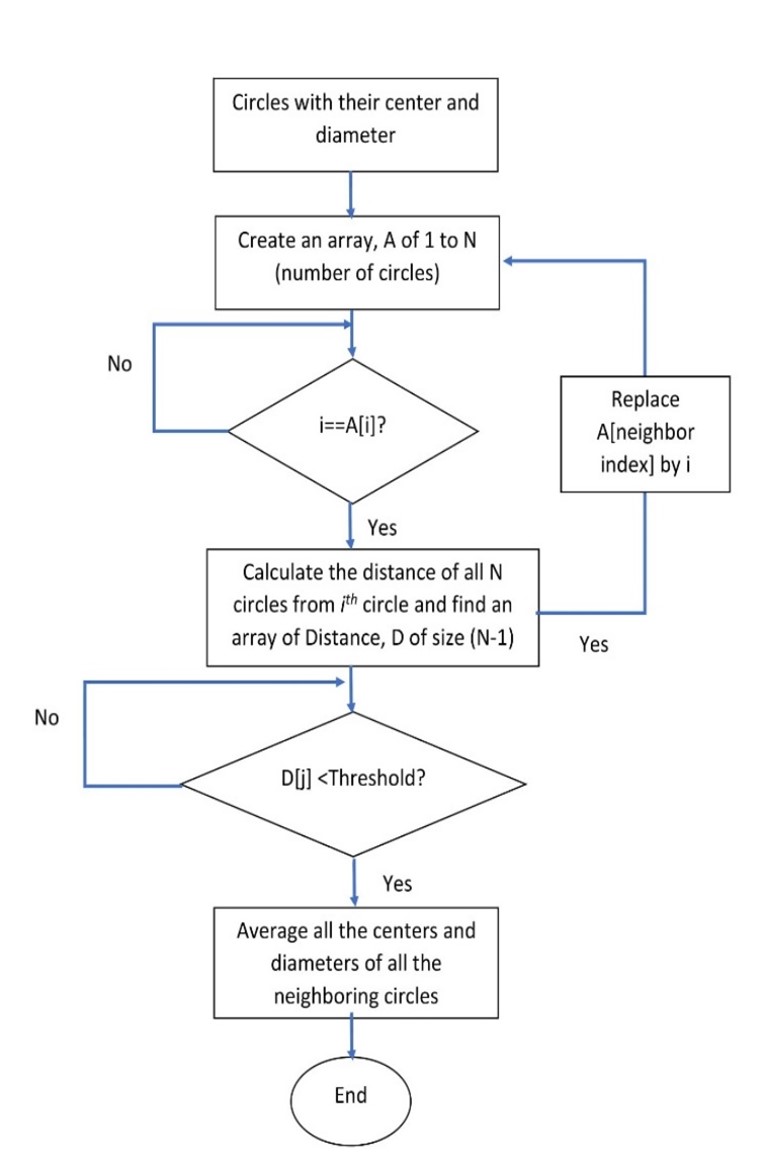 Circles with their center and
diameter
Create an array, A of 1 to N
(number of circles)
No
i==A[i]?
Replace
A[neighbor
index] by i
Yes
Calculate the distance of all N
circles from ith circle and find an
array of Distance, D of size (N-1)
Yes
No
D[j] <Threshold?
Yes
Average all the centers and
diameters of all the
neighboring circles
End